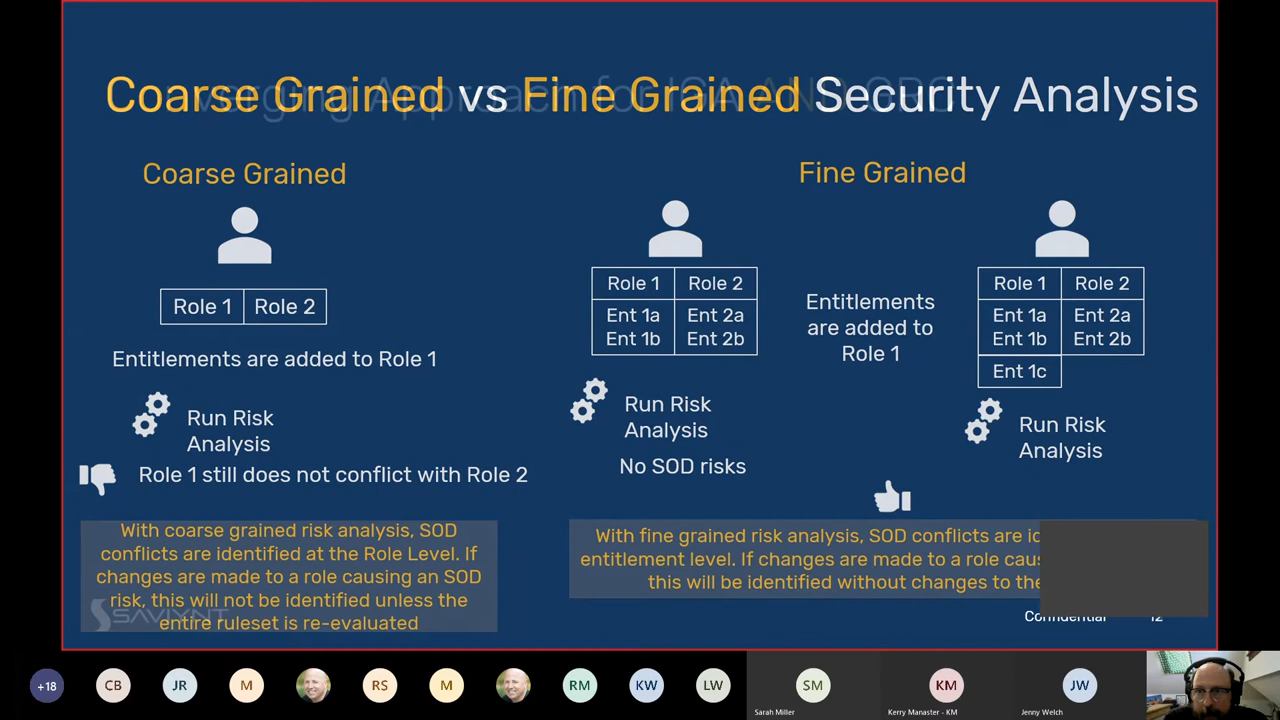 Coarse Grained vs Fine Grained Security Analysis
Coarse Grained
Role 1 Role 2
Entitlements are added to Role 1
Run Risk
Analysis
Role 1 still does not conflict with Role 2
With coarse grained risk analysis, SOD
conflicts are identified at the Role Level. If
changes are made to a role causing an SOD
risk, this will not be identified unless the
entire ruleset is re-evaluated
SAVIYNT
Fine Grained
Role 1 Role 2
Ent 1a Ent 2a
Ent 1b Ent 2b
Run Risk
Analysis
No SOD risks
Entitlements
are added to
Role 1
Role 1 Role 2
Ent 1a Ent 2a
Ent 1b Ent 2b
Ent 1c
Run Risk
Analysis
With fine grained risk analysis, SOD conflicts are
entitlement level. If changes are made to a role
this will be identified without changes to
Confidential 12
+18 CB JR M RS M RM KW LW SM KM JW
Sarah Miller Kerry Manaster - KM Jenny Welch